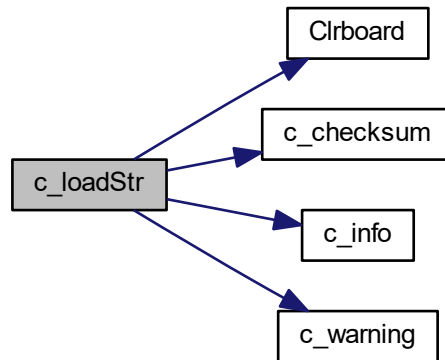 Clrboard
c_checksum
c_loadStr
c_info
c_warning